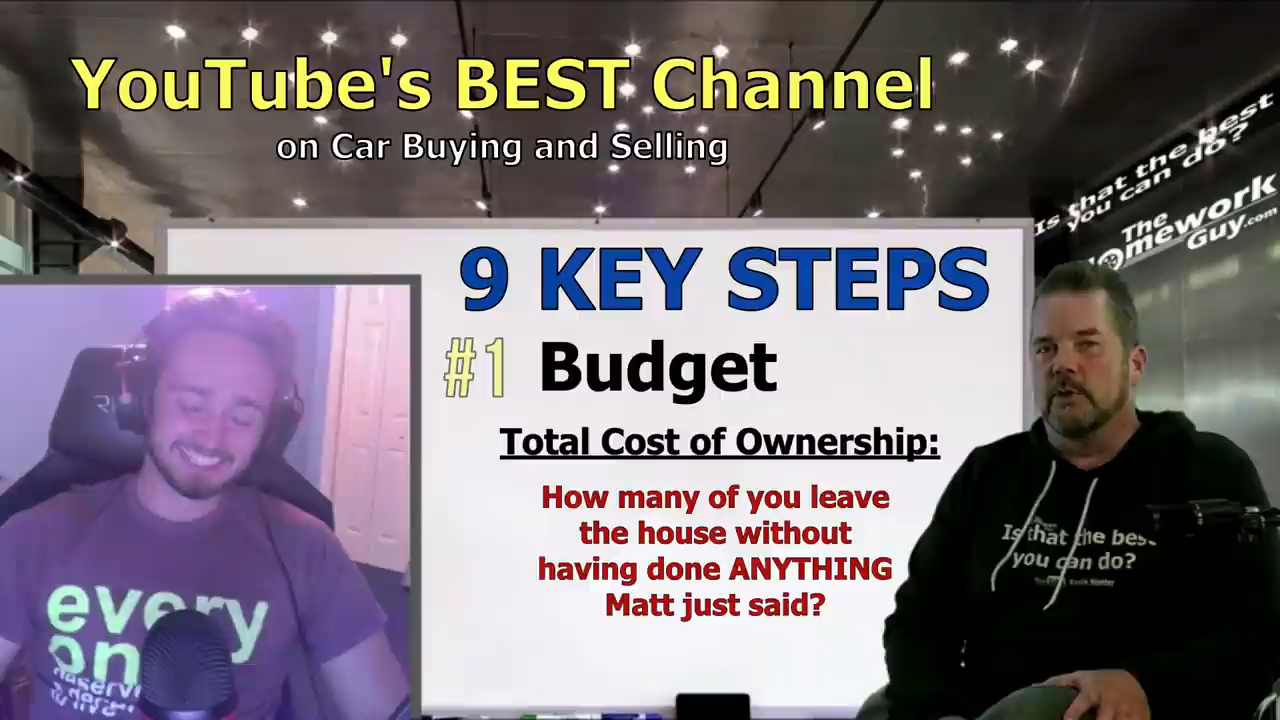 YouTube's BEST Channel
on Car Buying and Selling
Is that the best
you can do?
The
Homework
Guy.com
9 KEY STEPS
#1 Budget
Total Cost of Ownership:
How many of you leave
the house without
having done ANYTHING
Matt just said?
Is that the best
you can do?
every
on